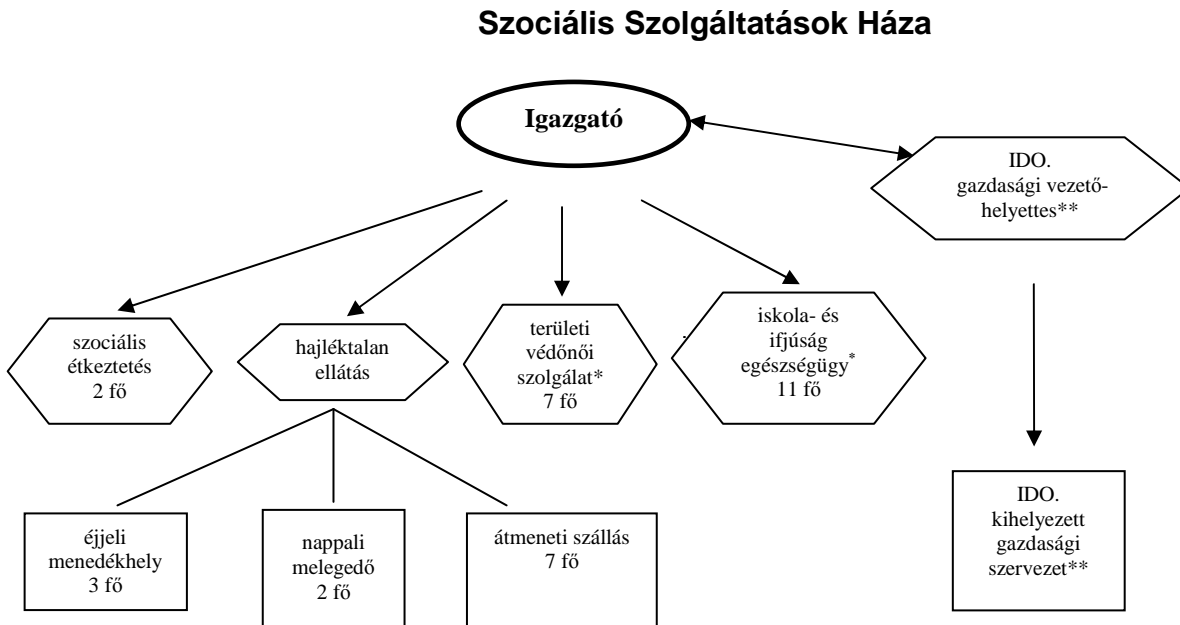 Szociális Szolgáltatások Háza
Igazgató
IDO.
gazdasági vezető-
helyettes**
szociális
étkeztetés
2 fő
hajléktalan
ellátás
területi
védőnői
szolgálat*
7 fő
iskola- és
ifjúság
egészségügy*
11 fő
éjjeli
menedékhely
3 fő
nappali
melegedő
2 fő
átmeneti szállás
7 fő
IDO.
kihelyezett
gazdasági
szervezet**